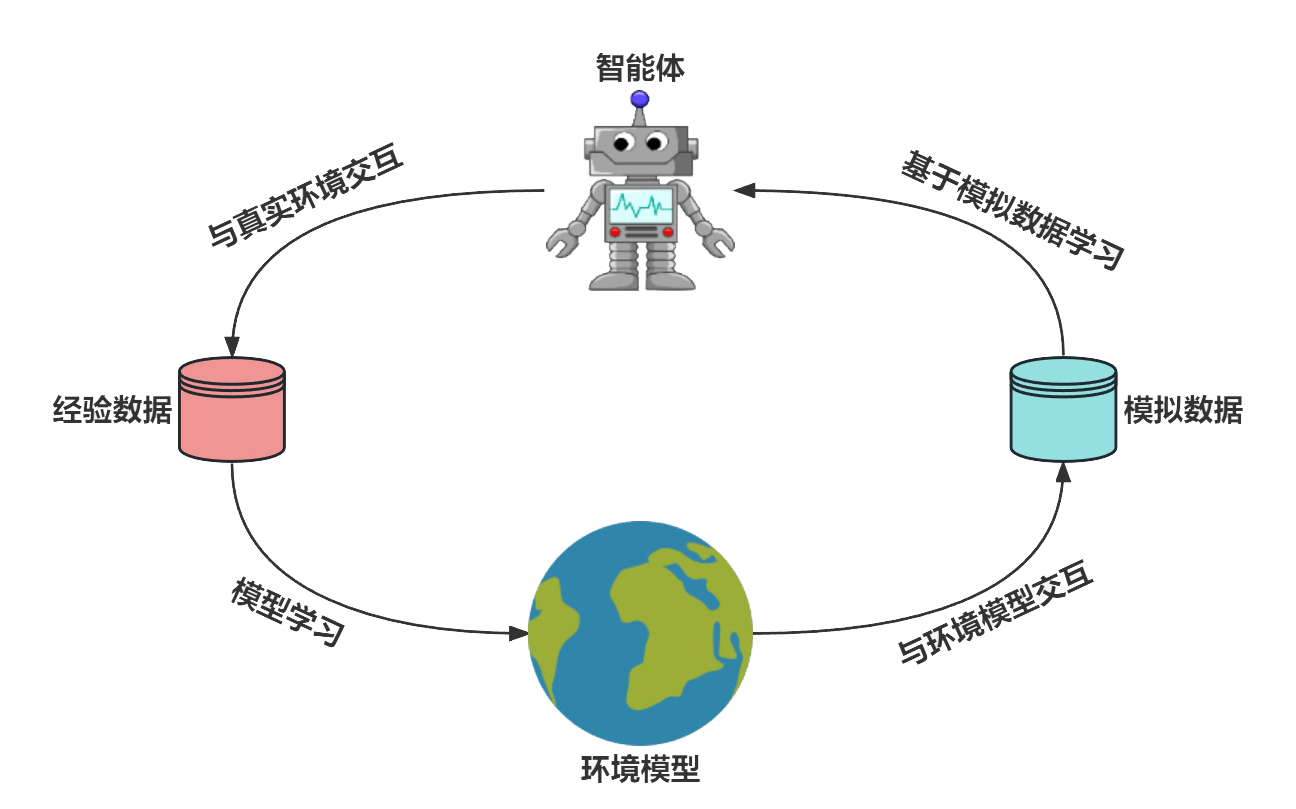 智能体
与真实环境交互
基于模拟数据学习
经验数据
模拟数据
模型学习
与环境模型交互
环境模型